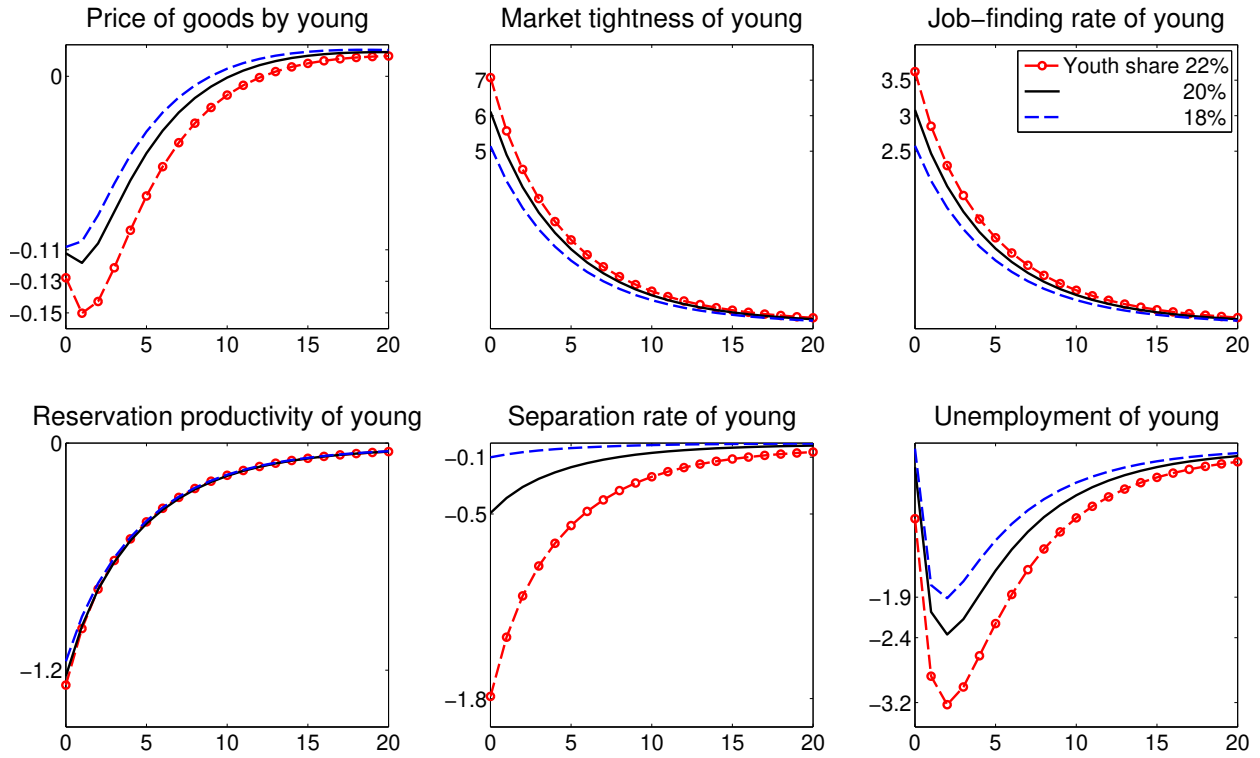 Price of goods by young
0
−0.11
−0.13
−0.15
0 5 10 15 20
Market tightness of young
7
6
5
0 5 10 15 20
Job−finding rate of young
3.5
3
2.5
Youth share 22%
20%
18%
0 5 10 15 20
Reservation productivity of young
0
−1.2
0 5 10 15 20
Separation rate of young
−0.1
−0.5
−1.8
0 5 10 15 20
Unemployment of young
−1.9
−2.4
−3.2
0 5 10 15 20